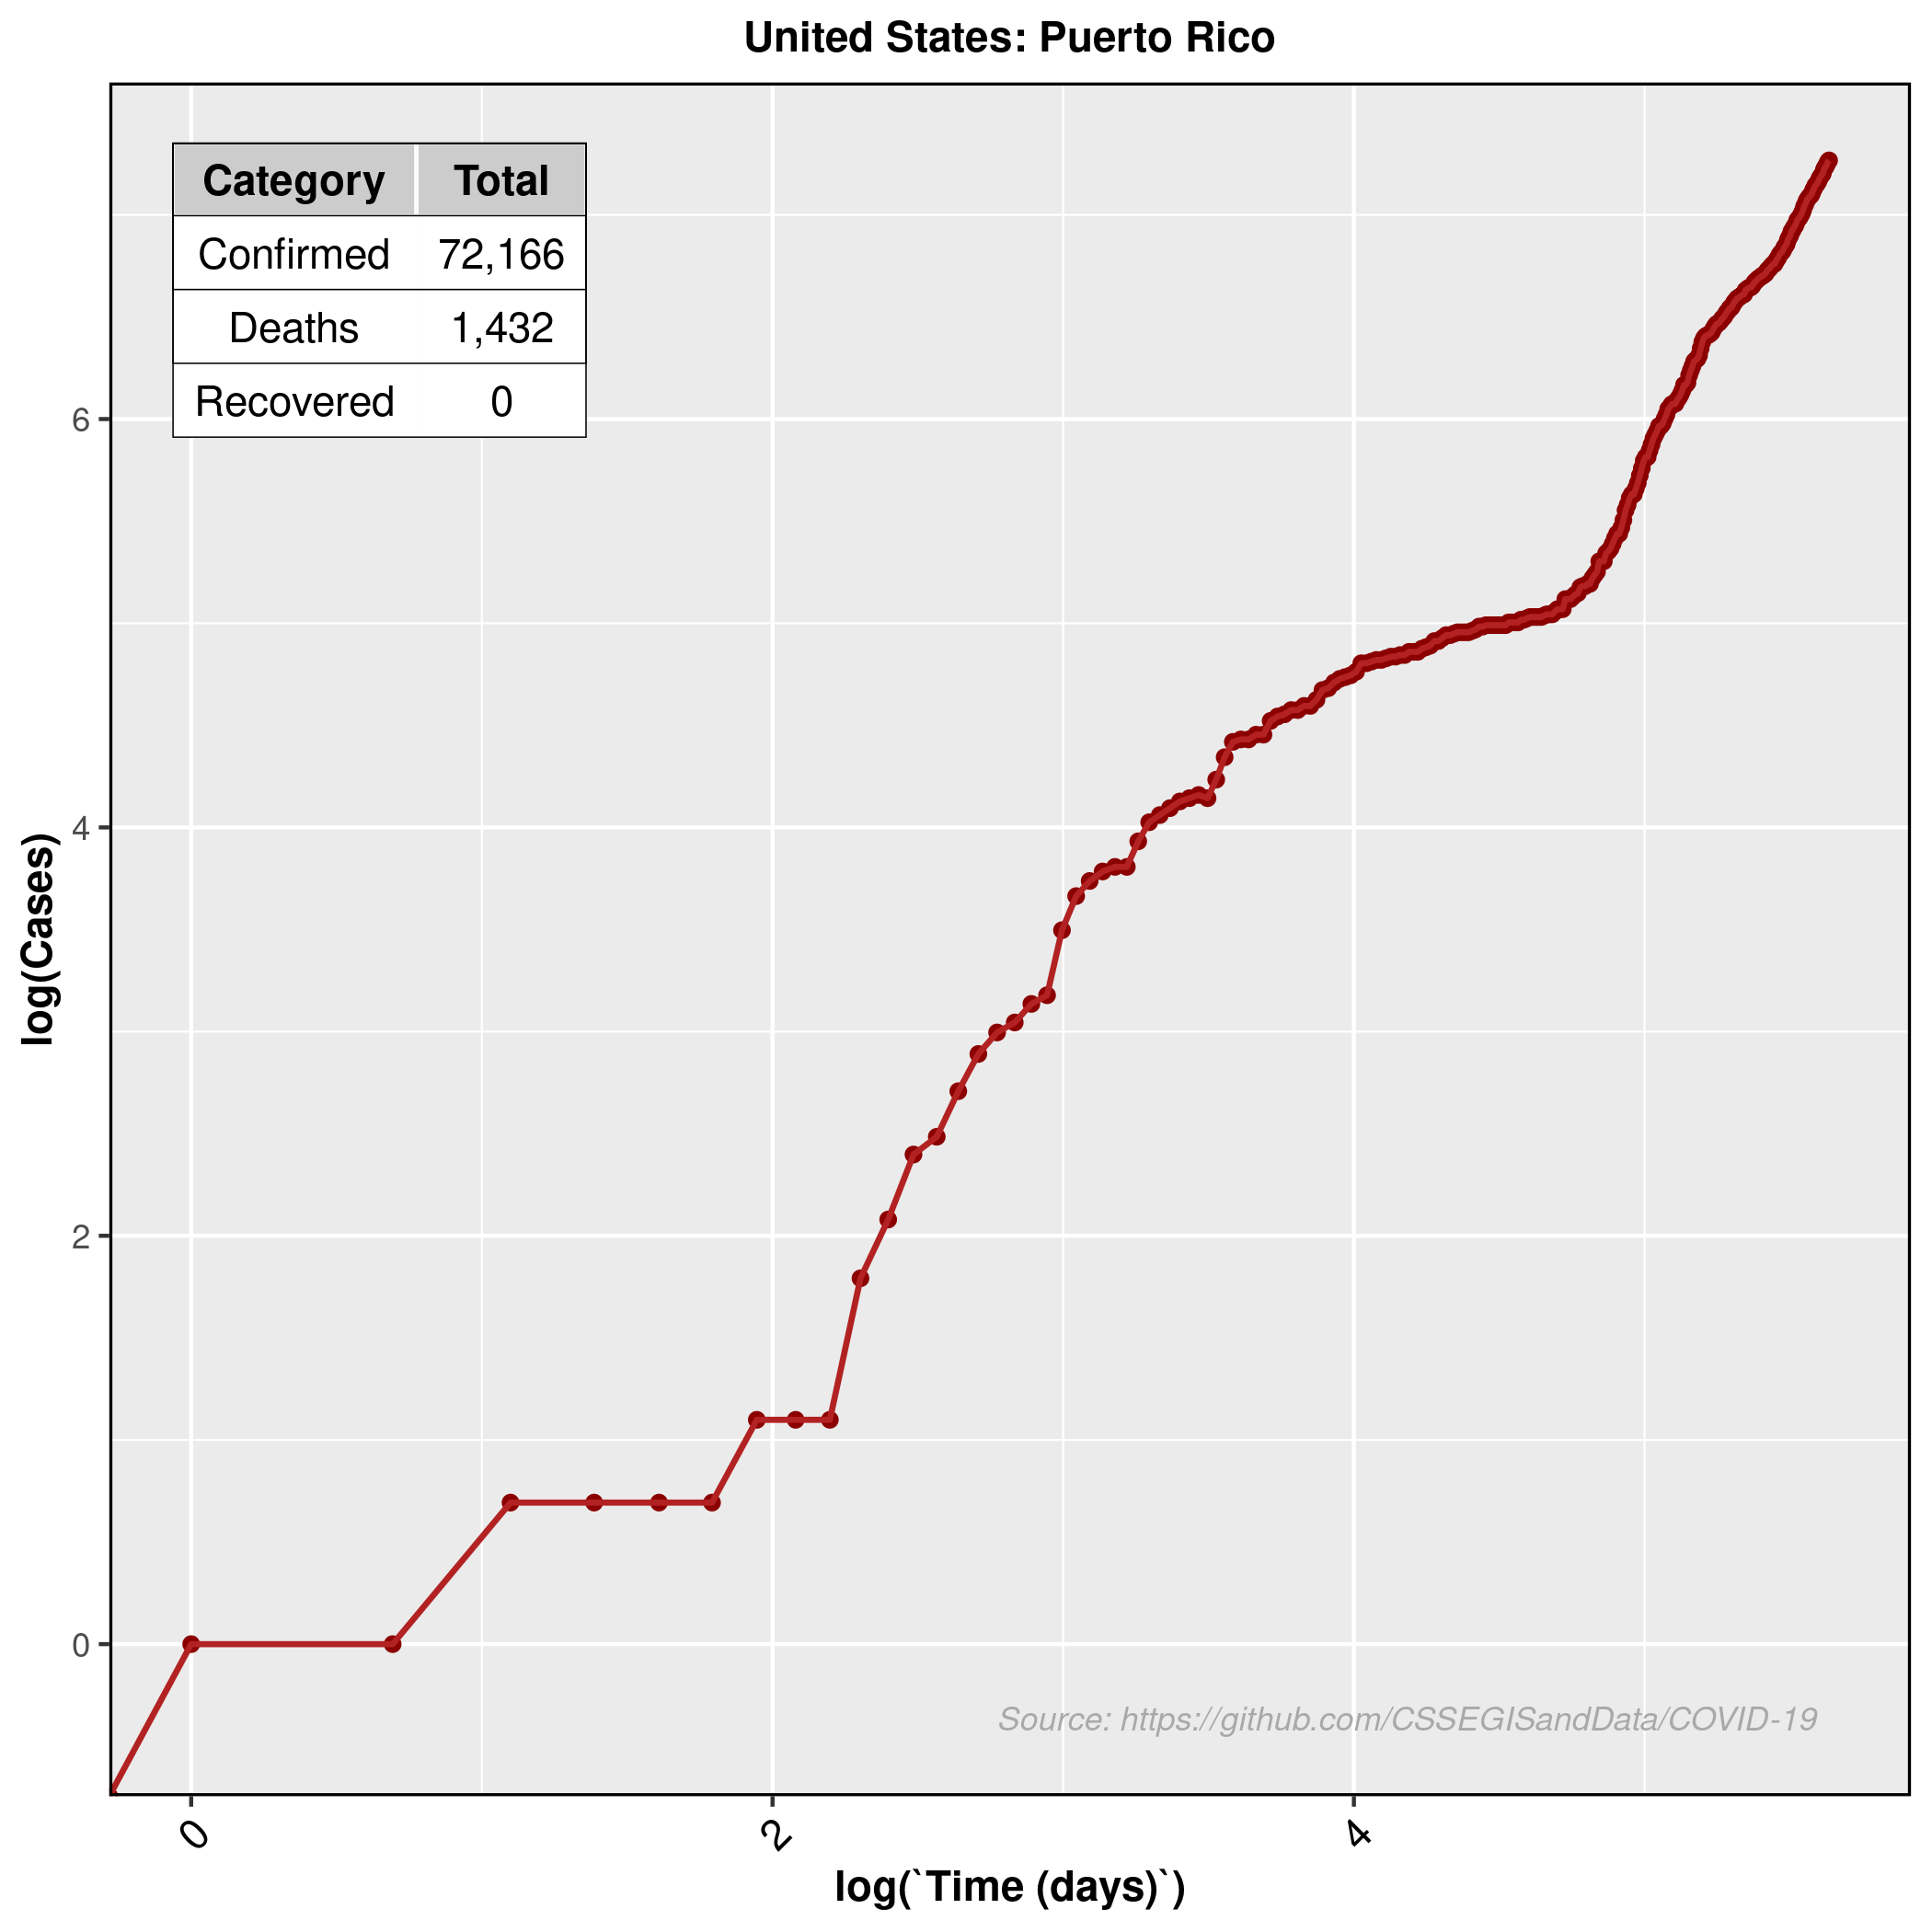 United States: Puerto Rico
Category Total
Confirmed 72,166
Deaths 1,432
Recovered 0
6
4
2
0
log(Cases)
Source: https://github.com/CSSEGISandData/COVID-19
0 2 4
log(`Time (days)`)